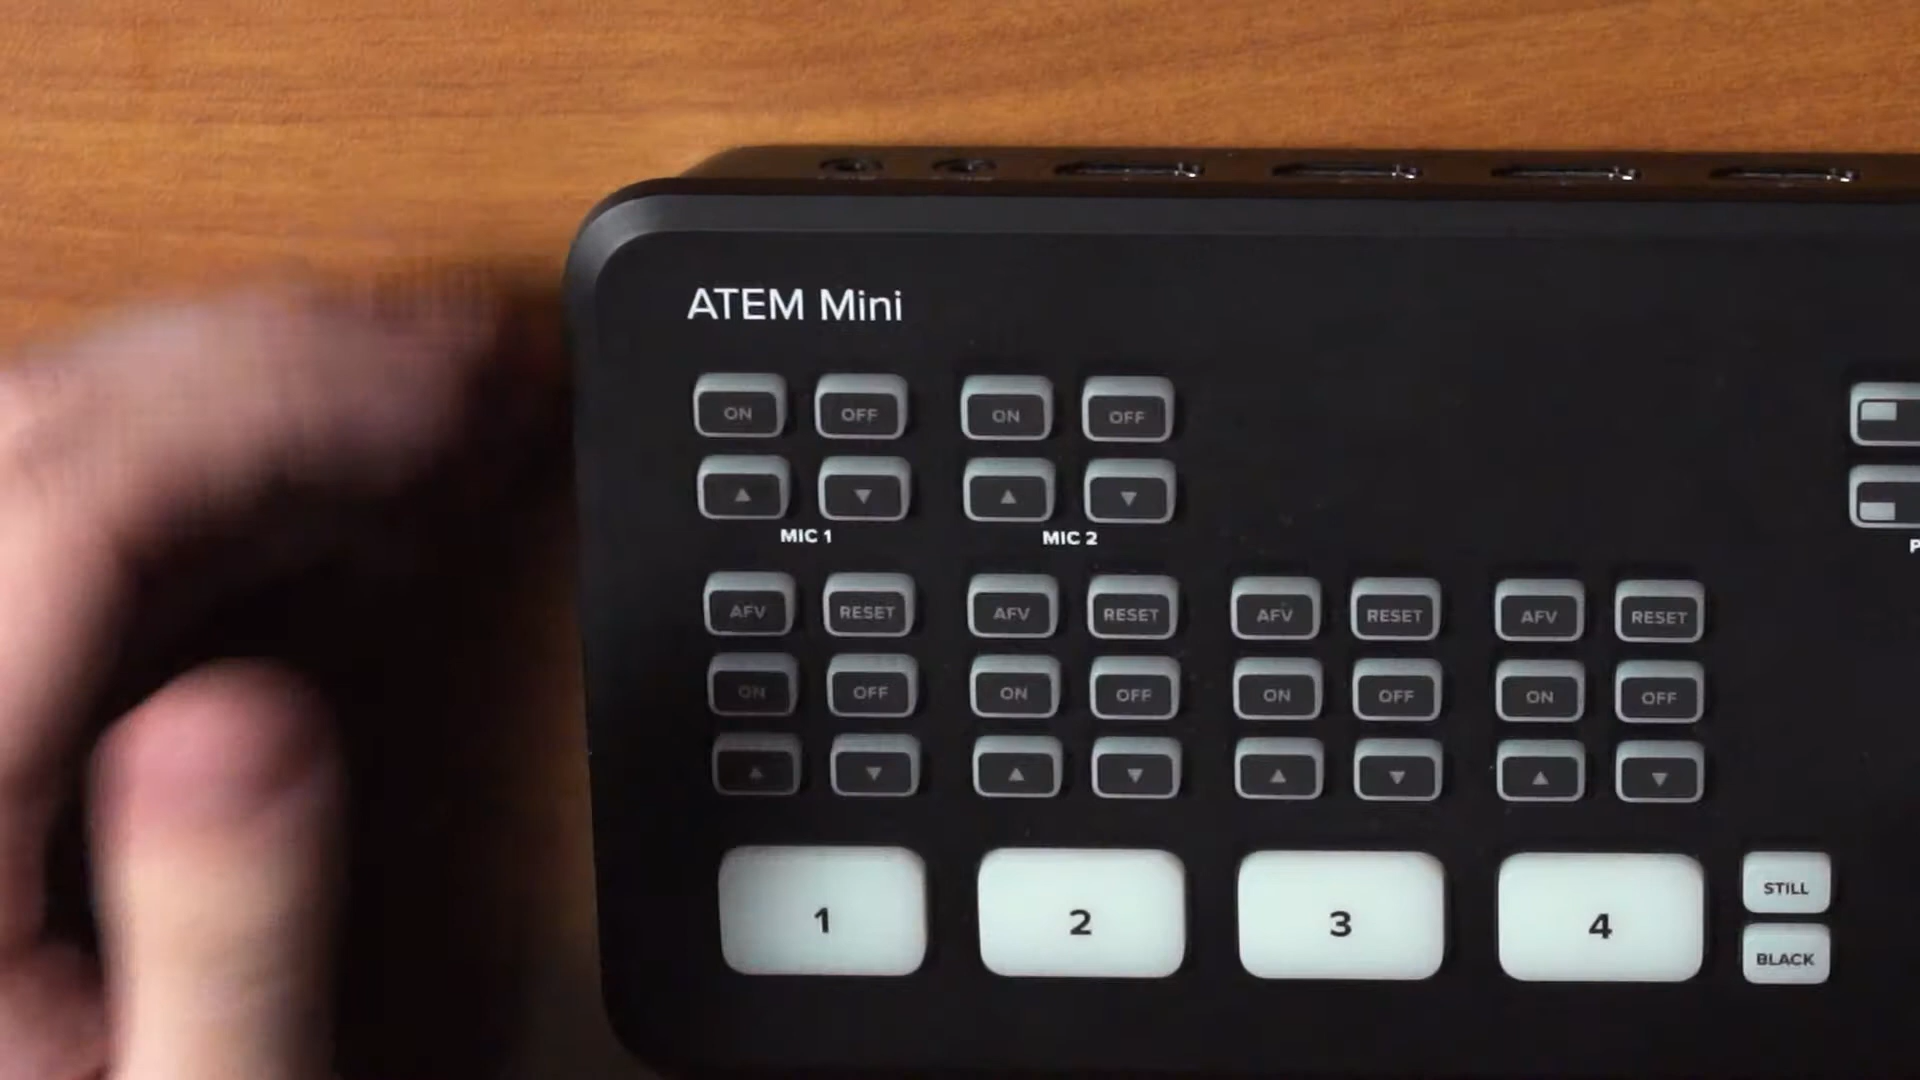 ATEM Mini
ON OFF ON OFF
MIC 1 MIC 2
AFV RESET AFV RESET AFV RESET AFV RESET
ON OFF ON OFF ON OFF ON OFF
1 2 3 4 STILL
BLACK